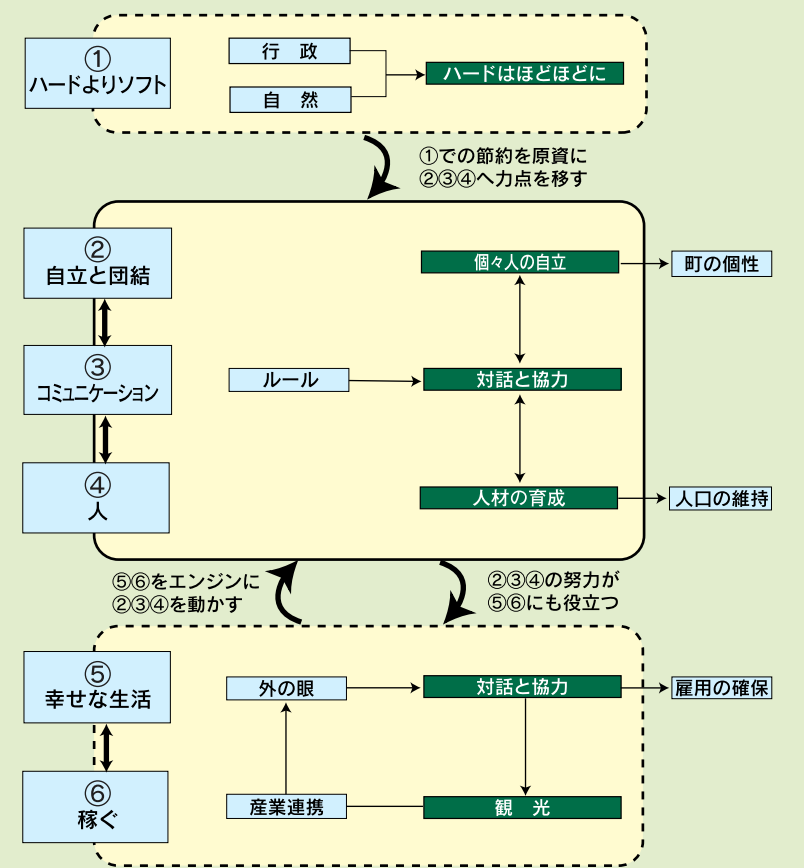 ①
ハードよりソフト
行　政
自　然
ハードはほどほどに
①での節約を原資に
②③④へ力点を移す
②
自立と団結
個々人の自立
町の個性
③
コミュニケーション
ルール
対話と協力
④
人
人材の育成
人口の維持
⑤⑥をエンジンに
②③④を動かす
②③④の努力が
⑤⑥にも役立つ
⑤
幸せな生活
外の眼
対話と協力
雇用の確保
⑥
稼ぐ
産業連携
観　光